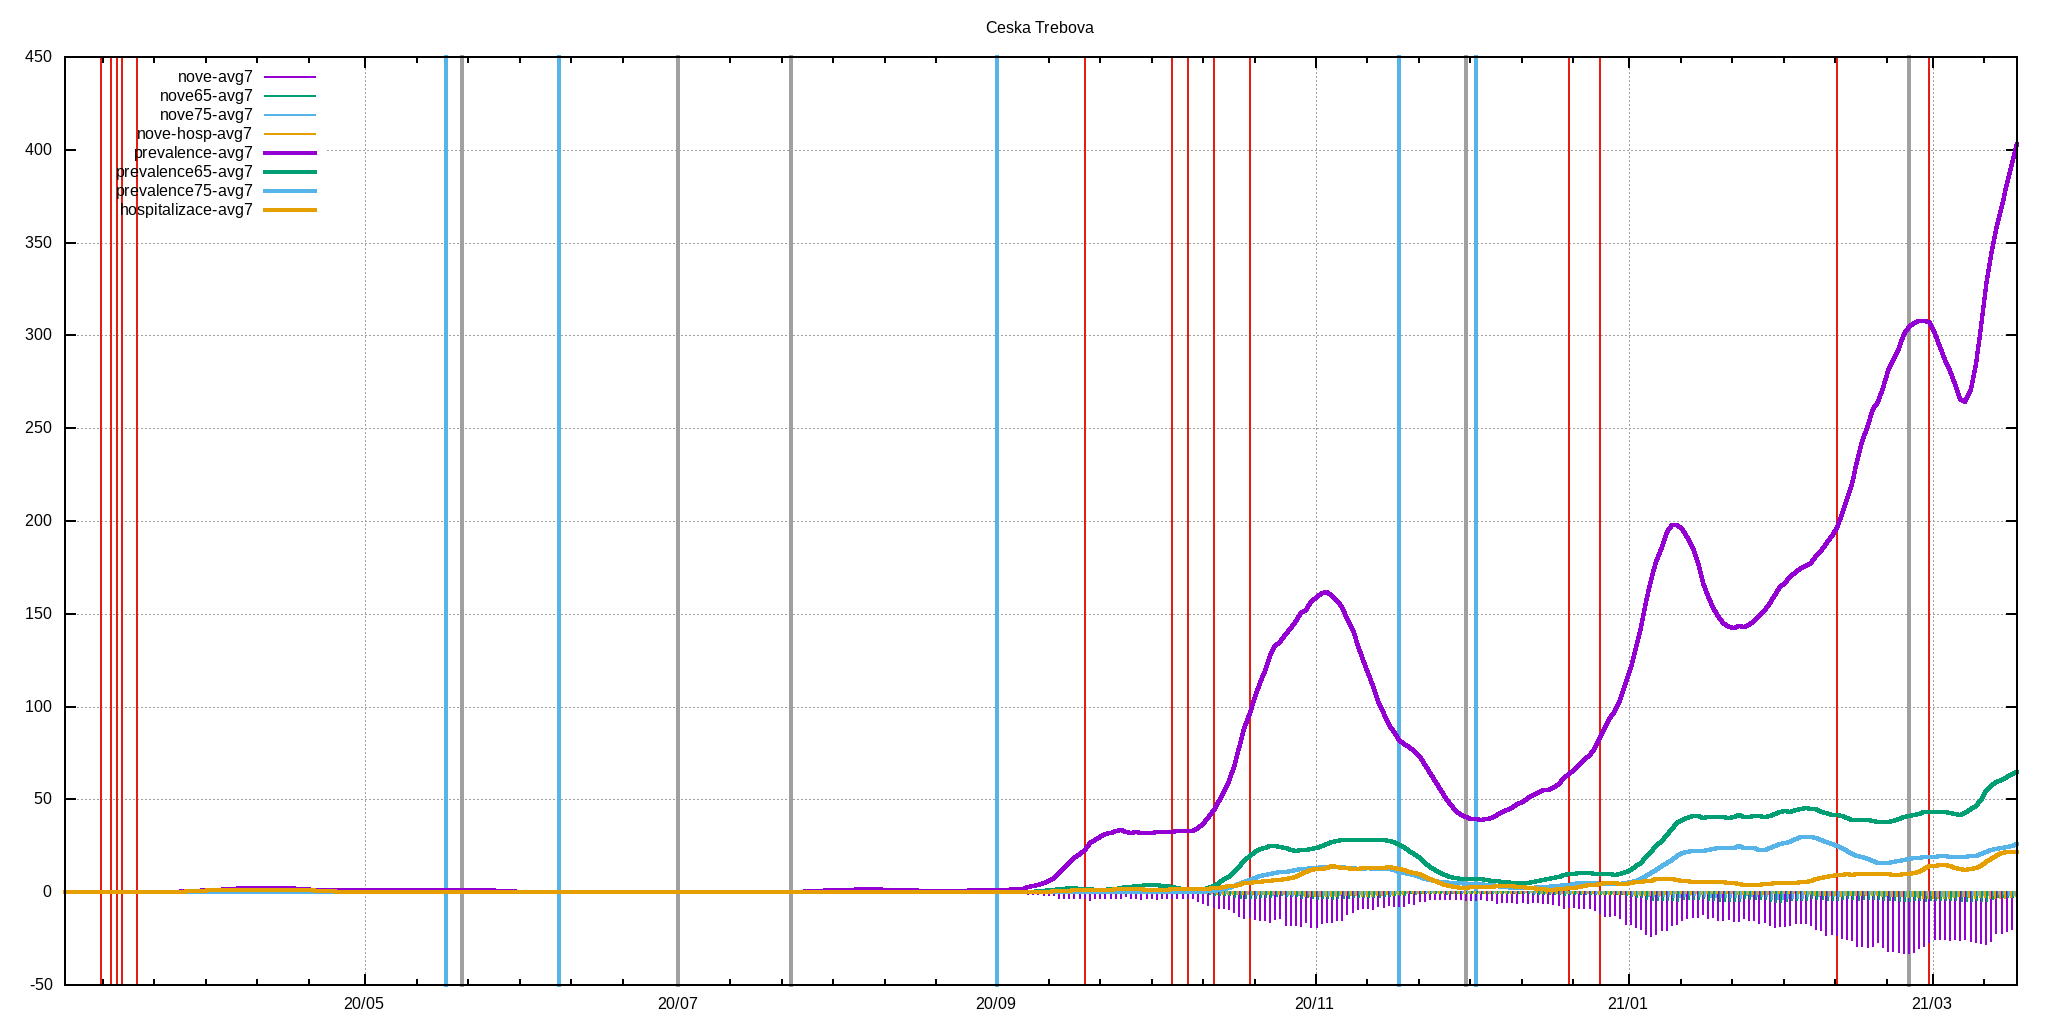 Ceska Trebova
450
400
350
300
250
200
150
100
50
0
-50
nove-avg7
nove65-avg7
nove75-avg7
nove-hosp-avg7
prevalence-avg7
prevalence65-avg7
prevalence75-avg7
hospitalizace-avg7
20/05 20/07 20/09 20/11 21/01 21/03